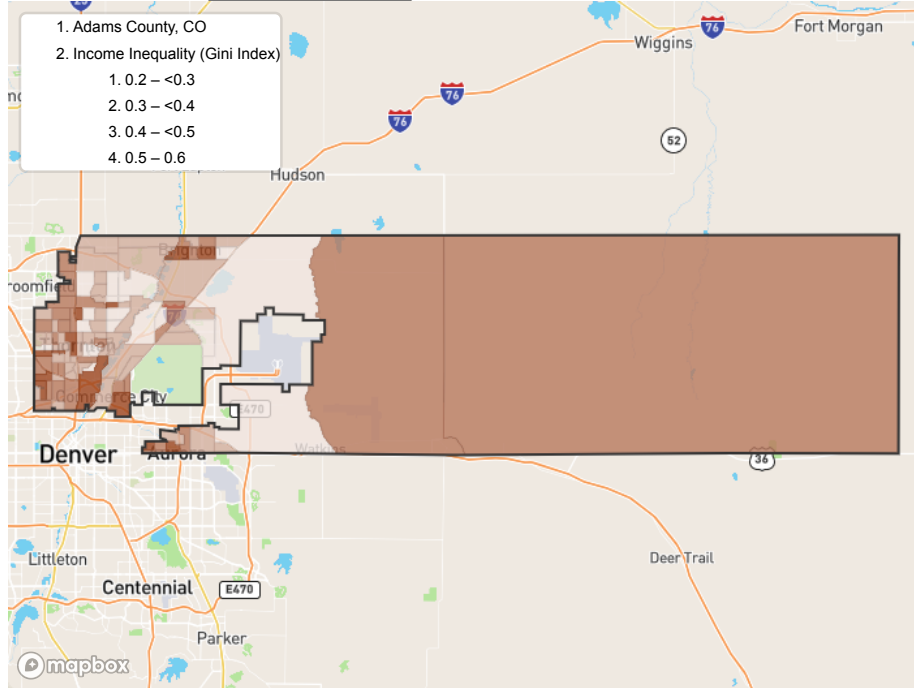 25
1. Adams County, CO
2. Income Inequality (Gini Index)
1. 0.2 – <0.3
2. 0.3 – <0.4
3. 0.4 – <0.5
4. 0.5 – 0.6
76
Fort Morgan
Wiggins
76
76
52
Hudson
Brighton
roomfield
Thornton
Commerce City
E470
Denver
Aurora
Watkins
36
Littleton
Deer Trail
Centennial
E470
Parker
mapbox